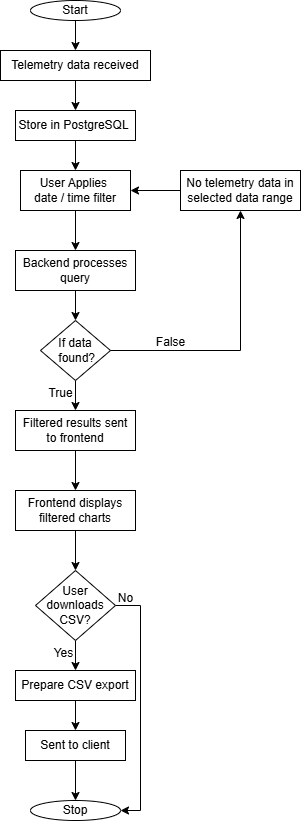 Start
Telemetry data received
Store in PostgreSQL
User Applies
date / time filter
No telemetry data in
selected data range
Backend processes
query
If data
found?
False
True
Filtered results sent
to frontend
Frontend displays
filtered charts
User
downloads
CSV?
No
Yes
Prepare CSV export
Sent to client
Stop